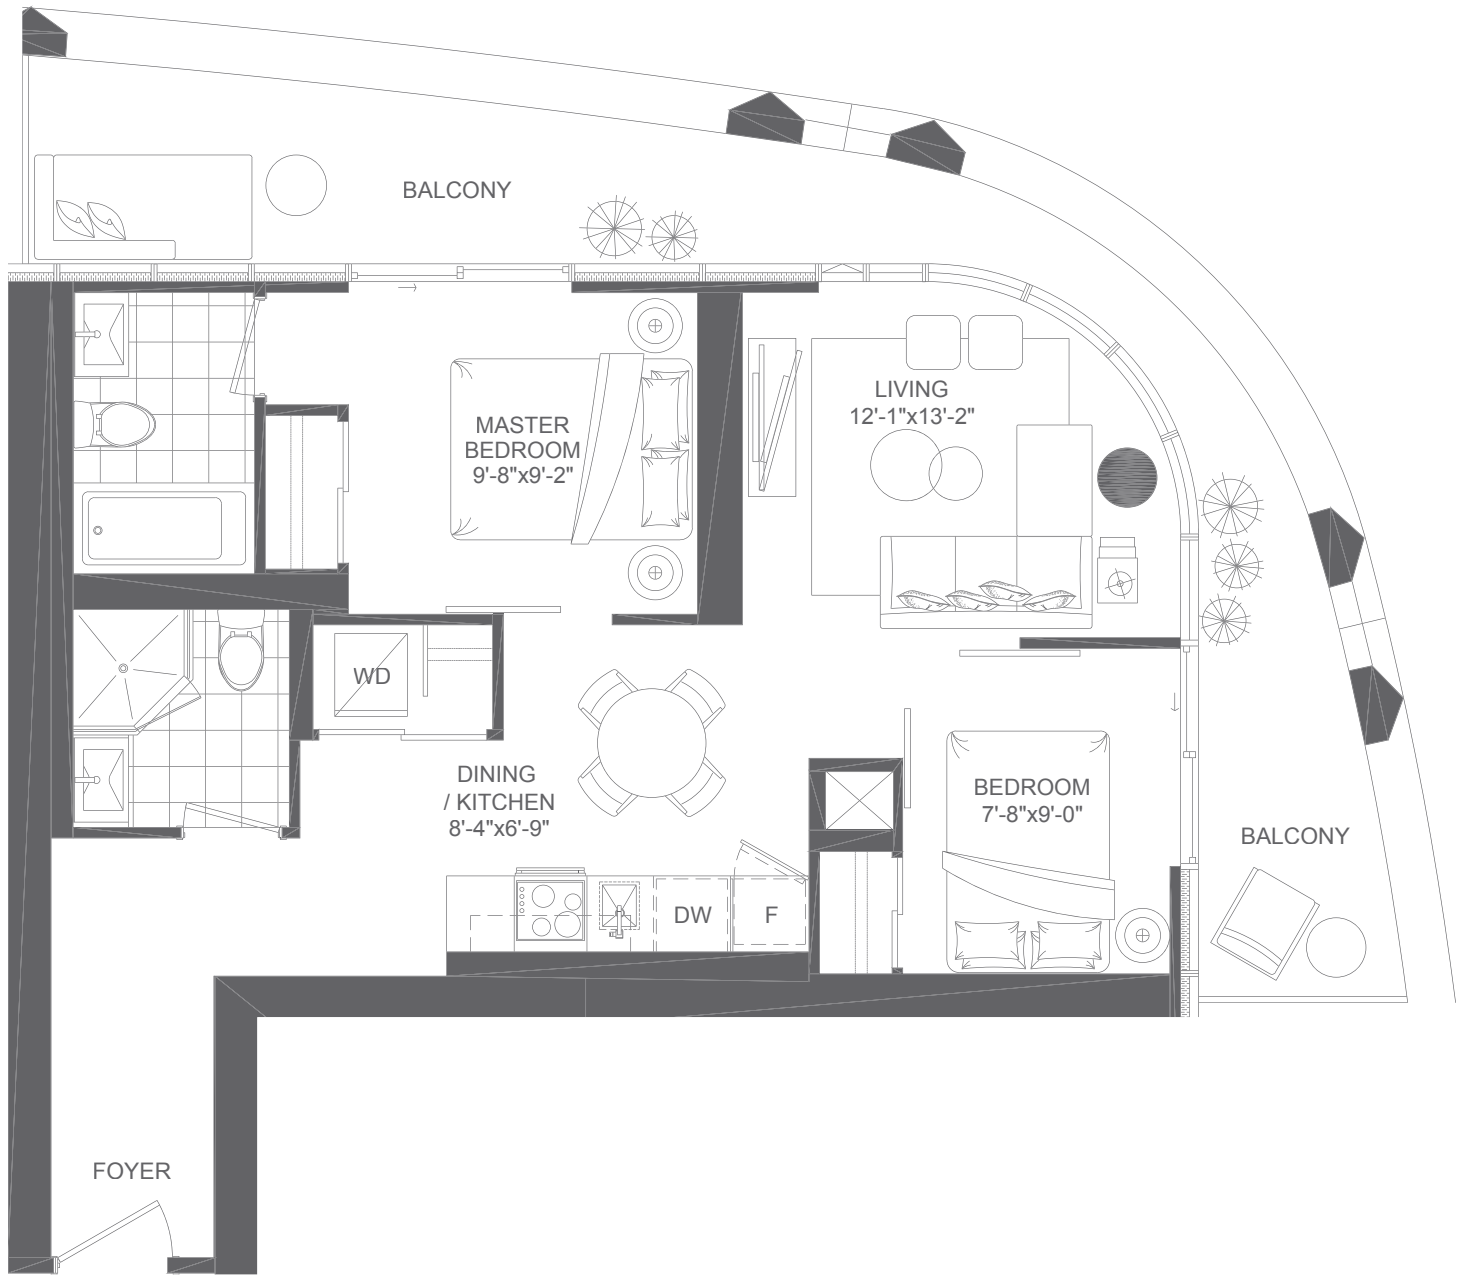 BALCONY
LIVING
12'-1"x13'-2"
MASTER
BEDROOM
9'-8"x9'-2"
WD
DINING
/ KITCHEN
8'-4"x6'-9"
BEDROOM
7'-8"x9'-0"
BALCONY
DW
F
FOYER